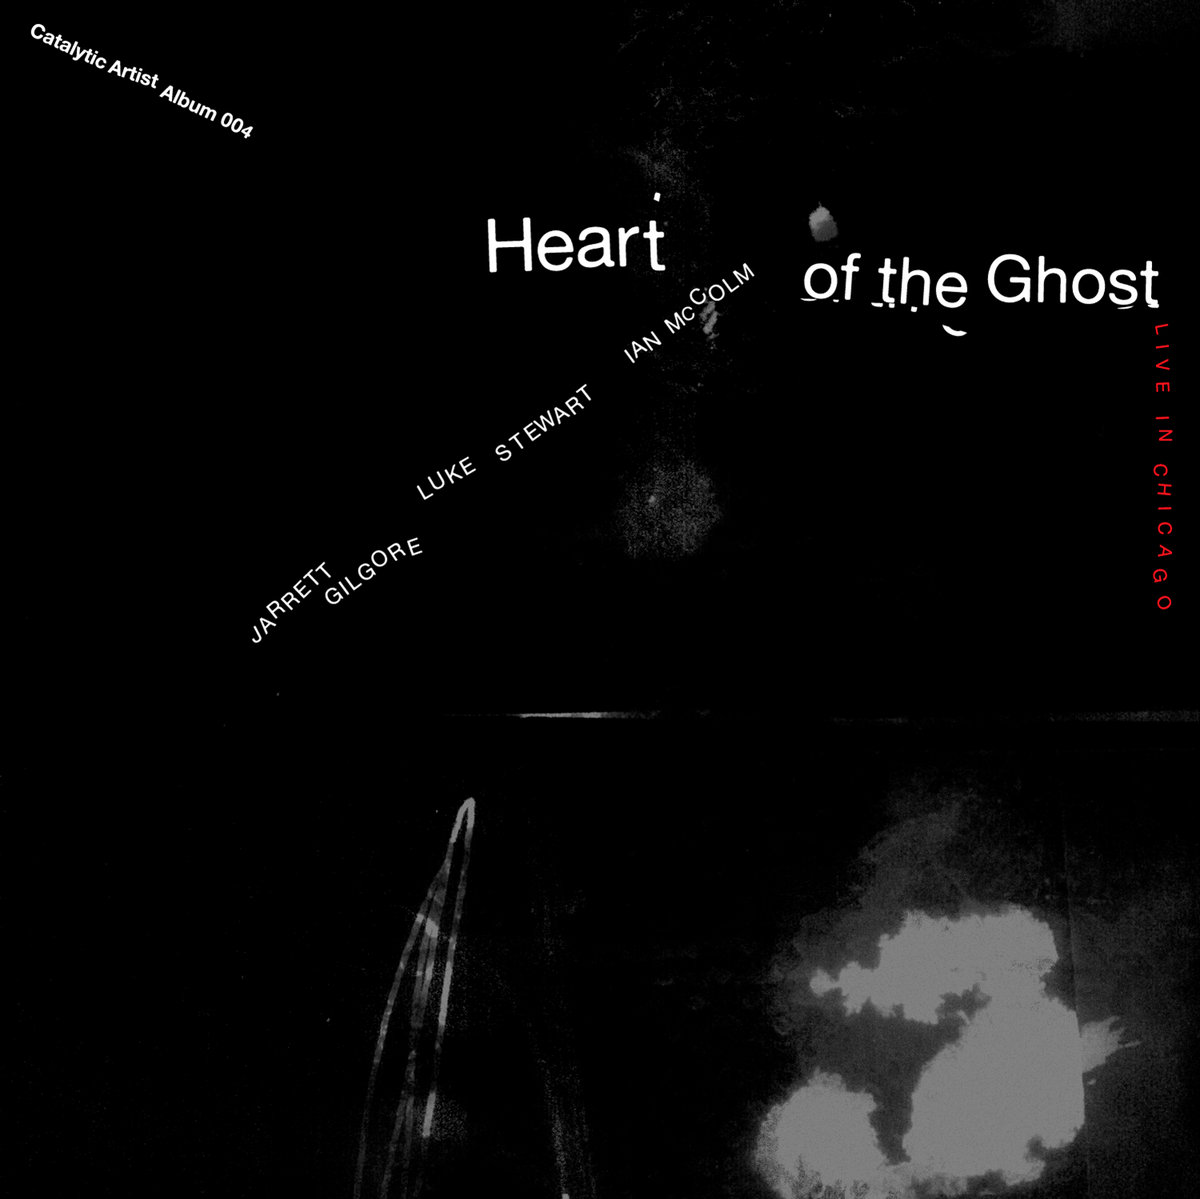 Catalytic Artist Album 004
Heart of the Ghost
IAN McCOLM
LUKE STEWART
JARRETT GILGORE
LIVE IN CHICAGO